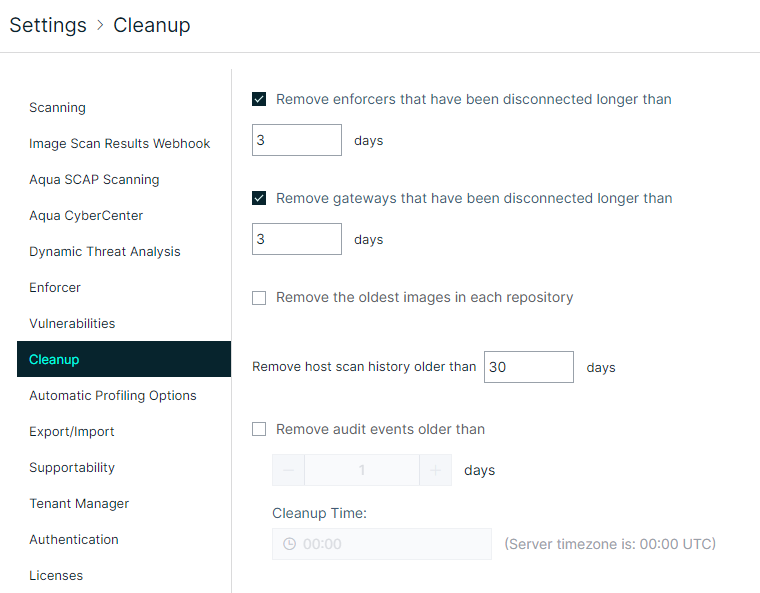 Settings > Cleanup
Scanning
Image Scan Results Webhook
Aqua SCAP Scanning
Aqua CyberCenter
Dynamic Threat Analysis
Enforcer
Vulnerabilities
Cleanup
Automatic Profiling Options
Export/Import
Supportability
Tenant Manager
Authentication
Licenses
Remove enforcers that have been disconnected longer than
3 days
Remove gateways that have been disconnected longer than
3 days
Remove the oldest images in each repository
Remove host scan history older than 30 days
Remove audit events older than
− 1 + days
Cleanup Time:
00:00 (Server timezone is: 00:00 UTC)